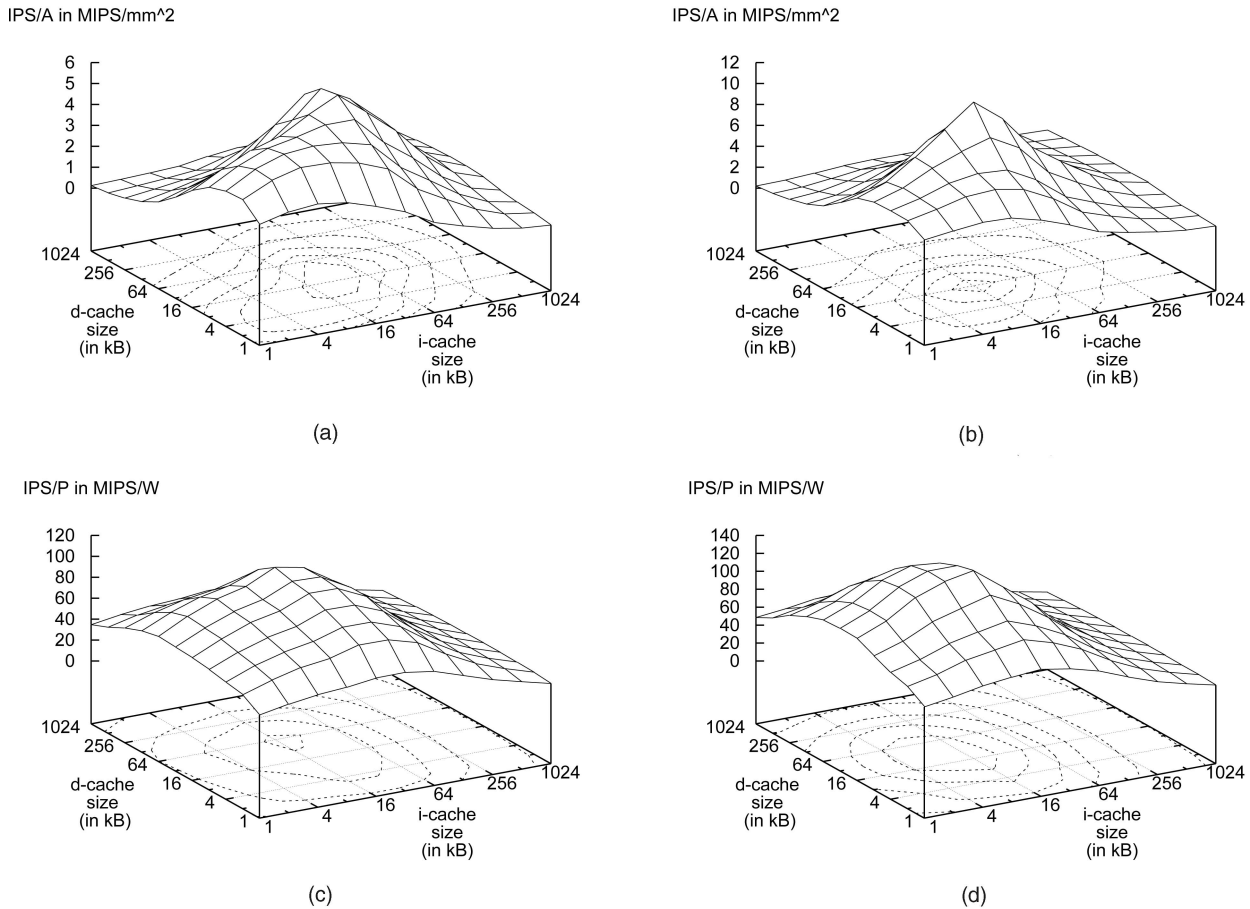 IPS/A in MIPS/mm^2
6
5
4
3
2
1
0
1024
256
64
16
4
1
d-cache
size
(in kB)
1
4
16
64
256
1024
i-cache
size
(in kB)
(a)
IPS/A in MIPS/mm^2
12
10
8
6
4
2
0
1024
256
64
16
4
1
d-cache
size
(in kB)
1
4
16
64
256
1024
i-cache
size
(in kB)
(b)
IPS/P in MIPS/W
120
100
80
60
40
20
0
1024
256
64
16
4
1
d-cache
size
(in kB)
1
4
16
64
256
1024
i-cache
size
(in kB)
(c)
IPS/P in MIPS/W
140
120
100
80
60
40
20
0
1024
256
64
16
4
1
d-cache
size
(in kB)
1
4
16
64
256
1024
i-cache
size
(in kB)
(d)